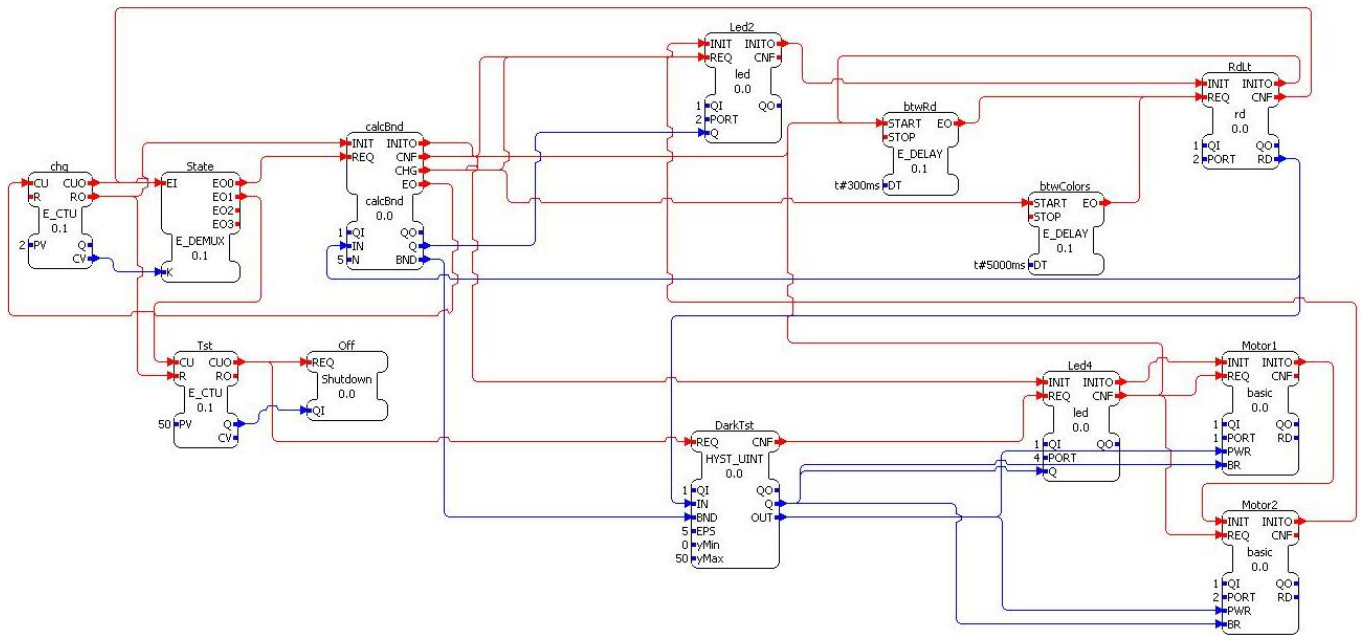 Led2
INIT INITO
REQ CNF
led
0.0
1 QI QO
2 PORT
Q
RdLt
INIT INITO
REQ CNF
rd
0.0
1 QI QO
2 PORT RD
btwRd
START EO
STOP
E_DELAY
0.1
t#300ms DT
btwColors
START EO
STOP
E_DELAY
0.1
t#5000ms DT
calcBnd
INIT INITO
REQ CNF
CHG
EO
calcBnd
0.0
1 QI QO
IN Q
5 N BND
chg
CU CUO
R RO
E_CTU
0.1
2 PV Q
CV
State
EI EO0
EO1
EO2
EO3
E_DEMUX
0.1
K
Tst
CU CUO
R RO
E_CTU
0.1
50 PV Q
CV
Off
REQ
Shutdown
0.0
QI
DarkTst
REQ CNF
HYST_UINT
0.0
1 QI QO
IN Q
BND OUT
5 EPS
0 yMin
50 yMax
Led4
INIT INITO
REQ CNF
led
0.0
1 QI QO
4 PORT
Q
Motor1
INIT INITO
REQ CNF
basic
0.0
1 QI QO
1 PORT RD
PWR
BR
Motor2
INIT INITO
REQ CNF
basic
0.0
1 QI QO
2 PORT RD
PWR
BR